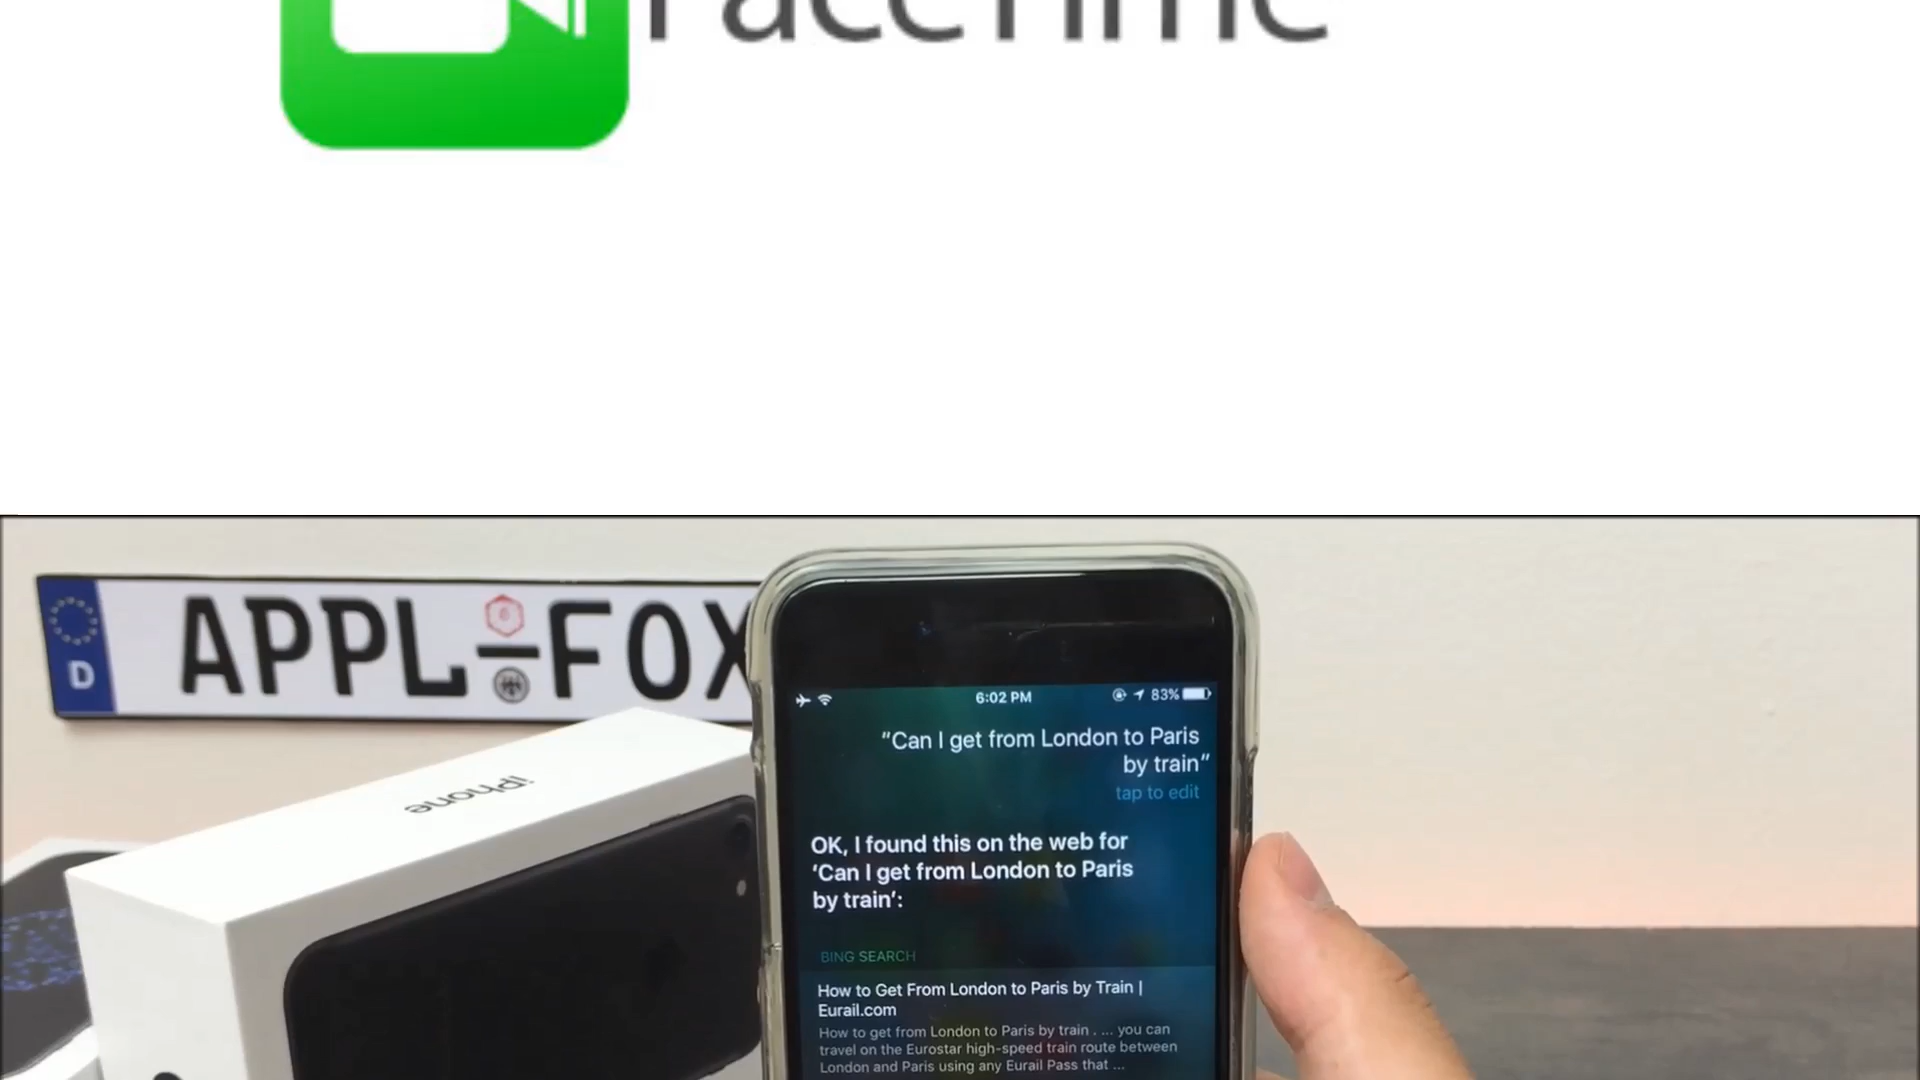 FaceTime
D
APPL FOX
iPhone
6:02 PM
83%
"Can I get from London to Paris
by train"
tap to edit
OK, I found this on the web for
'Can I get from London to Paris
by train':
BING SEARCH
How to Get From London to Paris by Train |
Eurail.com
How to get from London to Paris by train . ... you can
travel on the Eurostar high-speed train route between
London and Paris using any Eurail Pass that ...